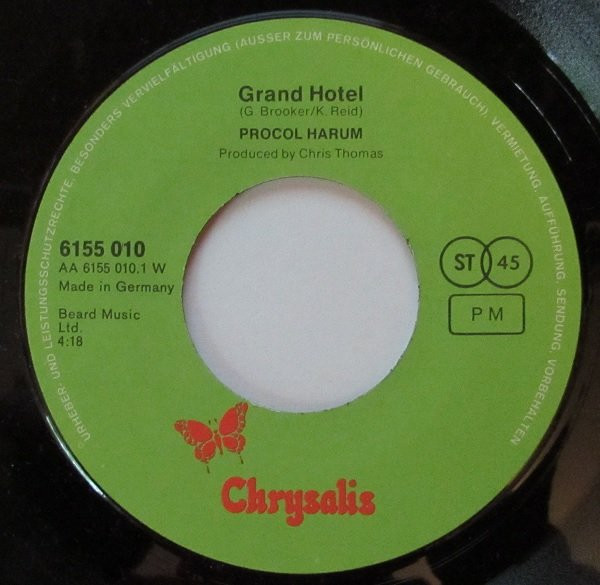 URHEBER- UND LEISTUNGSSCHUTZRECHTE, BESONDERS VERVIELFÄLTIGUNG (AUSSER ZUM PERSÖNLICHEN GEBRAUCH), VERMIETUNG, AUFFÜHRUNG, SENDUNG, VORBEHALTEN
Grand Hotel
(G. Brooker/K. Reid)
PROCOL HARUM
Produced by Chris Thomas
6155 010
AA 6155 010.1 W
Made in Germany
Beard Music
Ltd.
4:18
ST 45
PM
Chrysalis